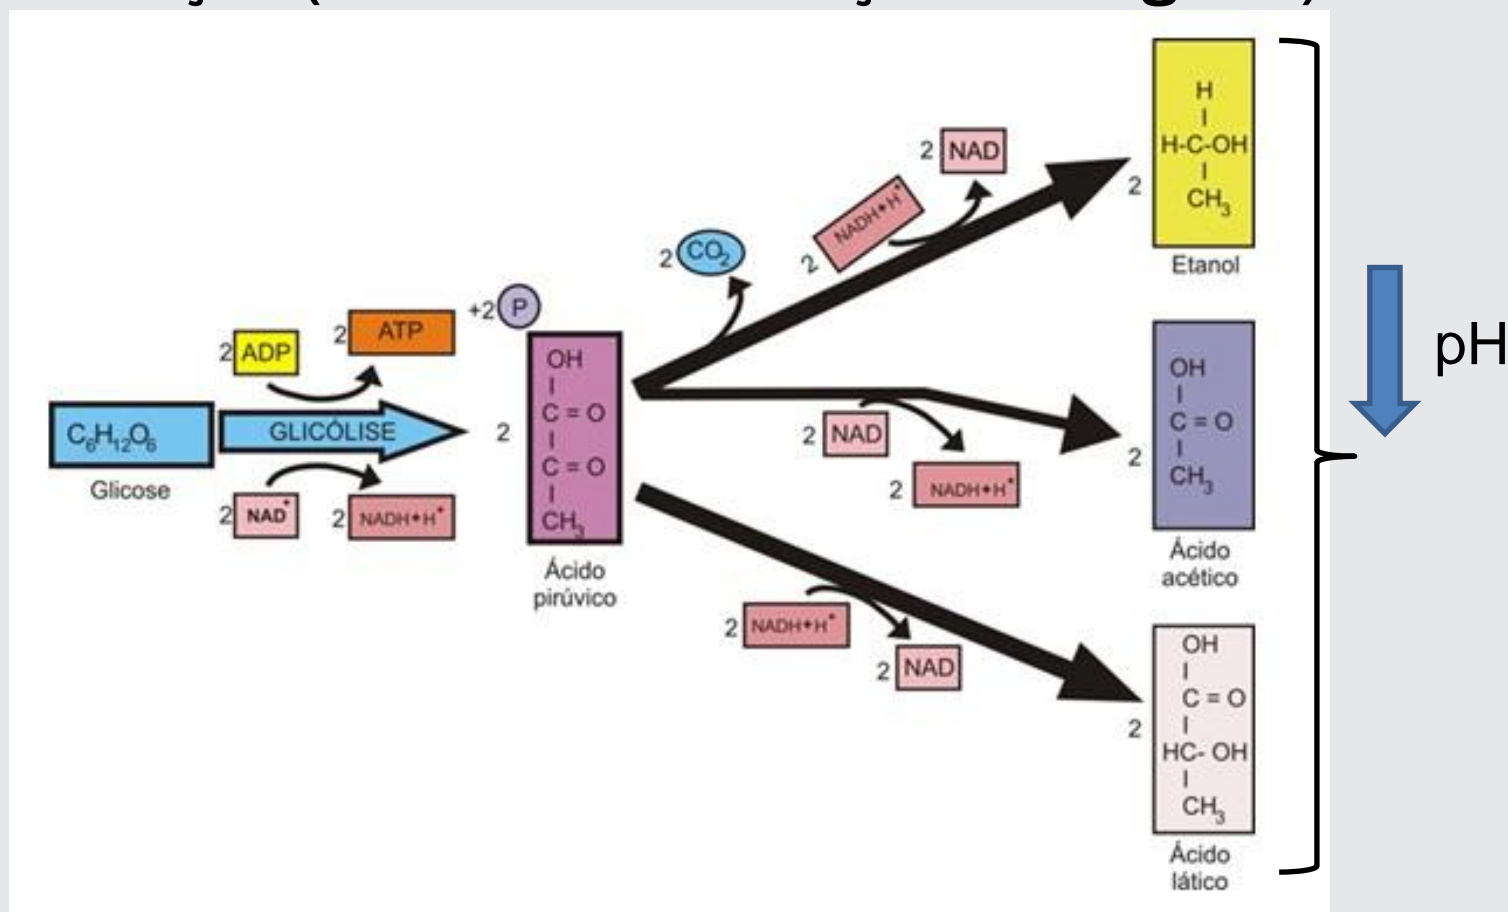 C6H12O6
Glicose
2 ADP
2 ATP
GLICÓLISE
2 NAD+
2 NADH+H+
+2 P
2
OH
C = O
C = O
CH3
Ácido
pirúvico
2 CO2
2 NADH+H+
2 NAD
2
H
H-C-OH
CH3
Etanol
2 NAD
2 NADH+H+
2
OH
C = O
CH3
Ácido
acético
2 NADH+H+
2 NAD
2
OH
C = O
HC- OH
CH3
Ácido
lático
pH